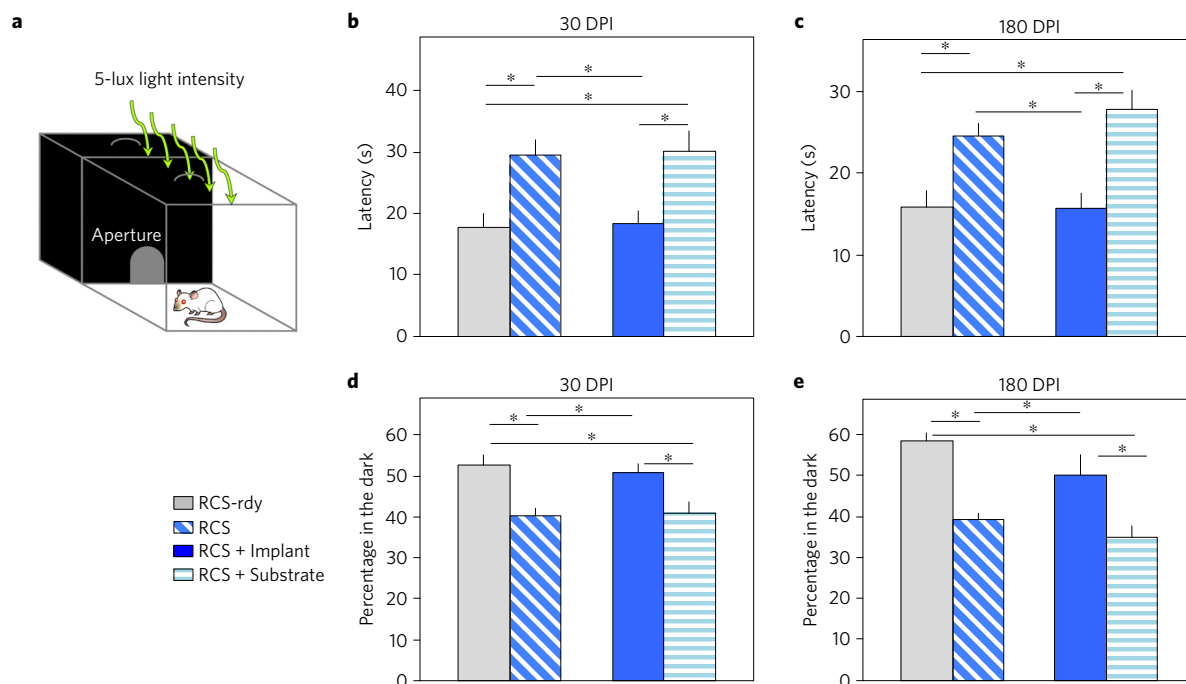 a
5-lux light intensity
Aperture
RCS-rdy
RCS
RCS + Implant
RCS + Substrate
b
30 DPI
Latency (s)
40
30
20
10
0
*
*
*
*
c
180 DPI
Latency (s)
30
20
10
0
*
*
*
*
d
30 DPI
Percentage in the dark
60
50
40
30
20
10
0
*
*
*
*
e
180 DPI
Percentage in the dark
60
50
40
30
20
10
0
*
*
*
*